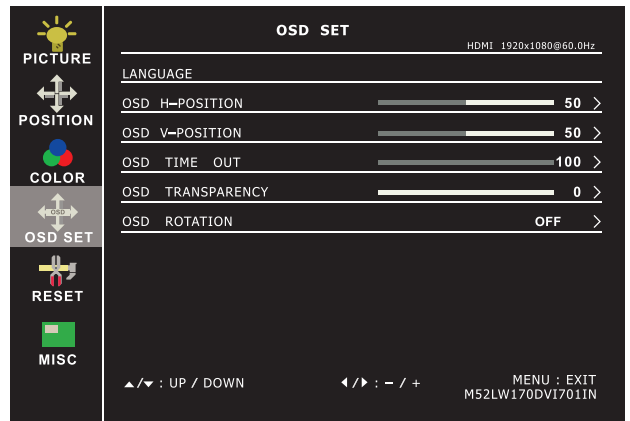 OSD SET
HDMI 1920x1080@60.0Hz
PICTURE
POSITION
COLOR
OSD
OSD SET
RESET
MISC
LANGUAGE
OSD H-POSITION 50 >
OSD V-POSITION 50 >
OSD TIME OUT 100 >
OSD TRANSPARENCY 0 >
OSD ROTATION OFF >
▲/▼ : UP / DOWN ◀/▶ : - / + MENU : EXIT
M52LW170DVI701IN